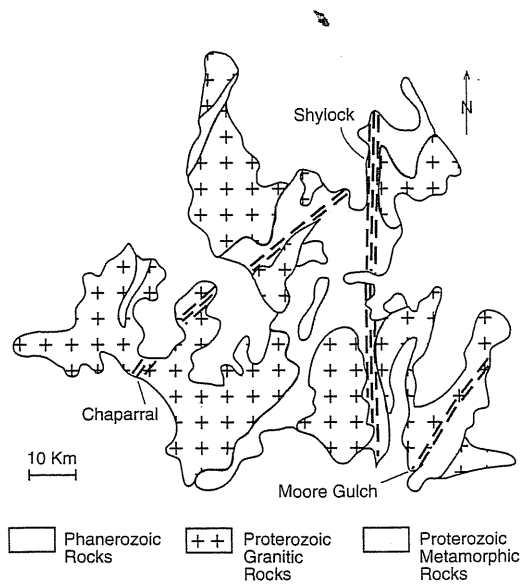 N
Shylock
Chaparral
10 Km
Moore Gulch
Phanerozoic
Rocks
Proterozoic
Granitic
Rocks
Proterozoic
Metamorphic
Rocks